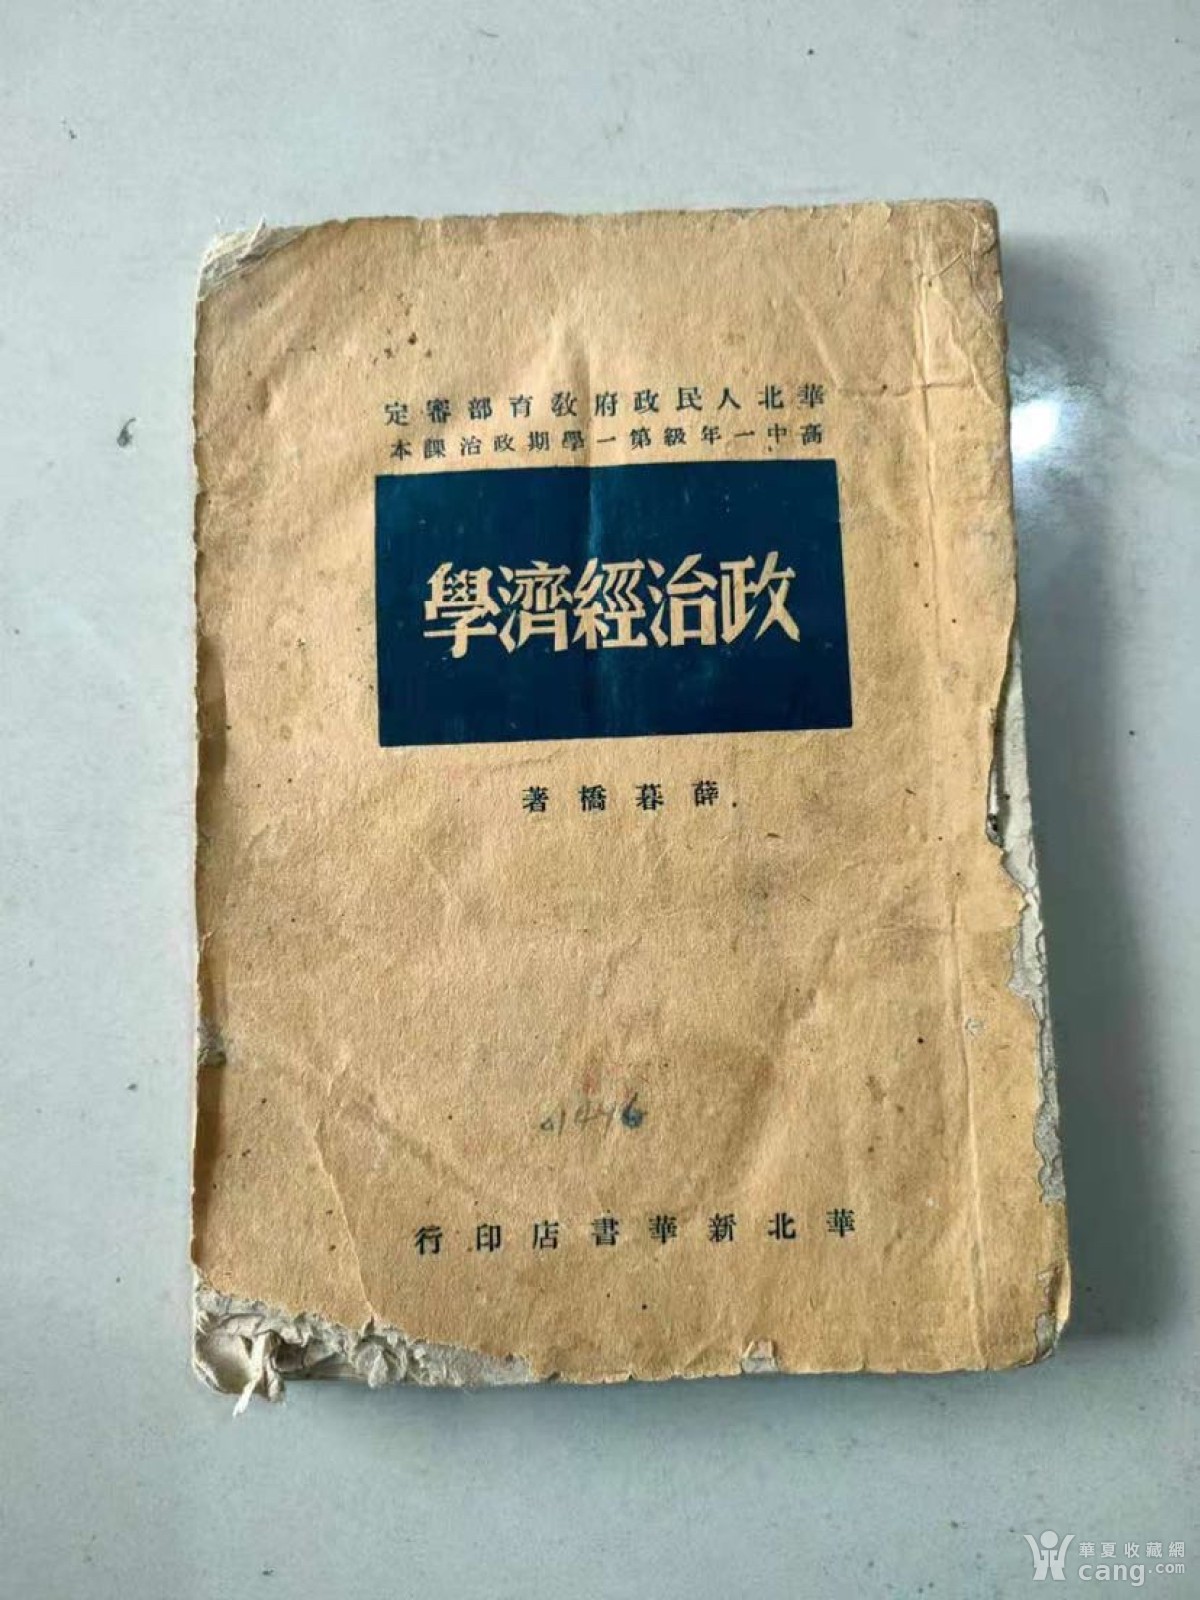 華北人民政府教育部審定
高中一年級第一學期政治課本
政治經濟學
薛暮橋著
1446
華北新華書店印行
華夏收藏網
cang.com